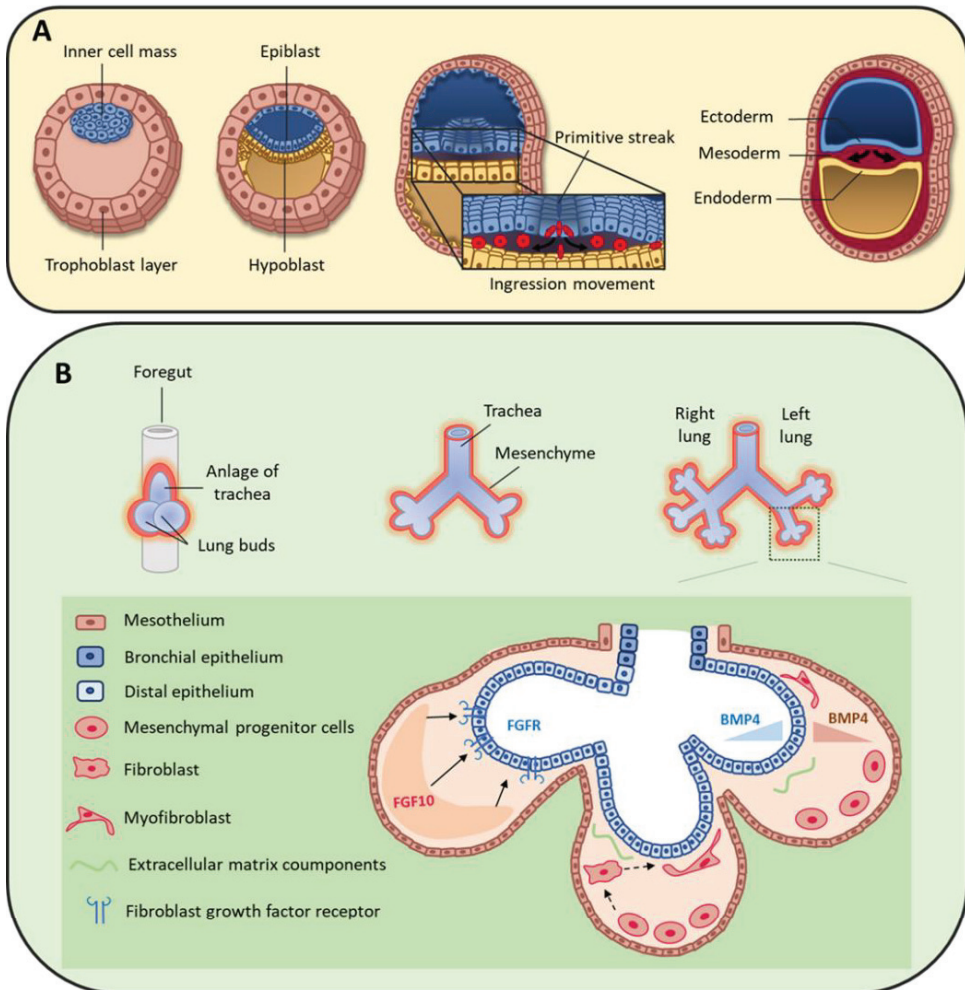 A
Inner cell mass
Epiblast
Primitive streak
Ectoderm
Mesoderm
Endoderm
Trophoblast layer
Hypoblast
Ingression movement
B
Foregut
Anlage of
trachea
Lung buds
Trachea
Mesenchyme
Right
lung
Left
lung
Mesothelium
Bronchial epithelium
Distal epithelium
Mesenchymal progenitor cells
Fibroblast
Myofibroblast
Extracellular matrix coumponents
Fibroblast growth factor receptor
FGFR
BMP4
BMP4
FGF10